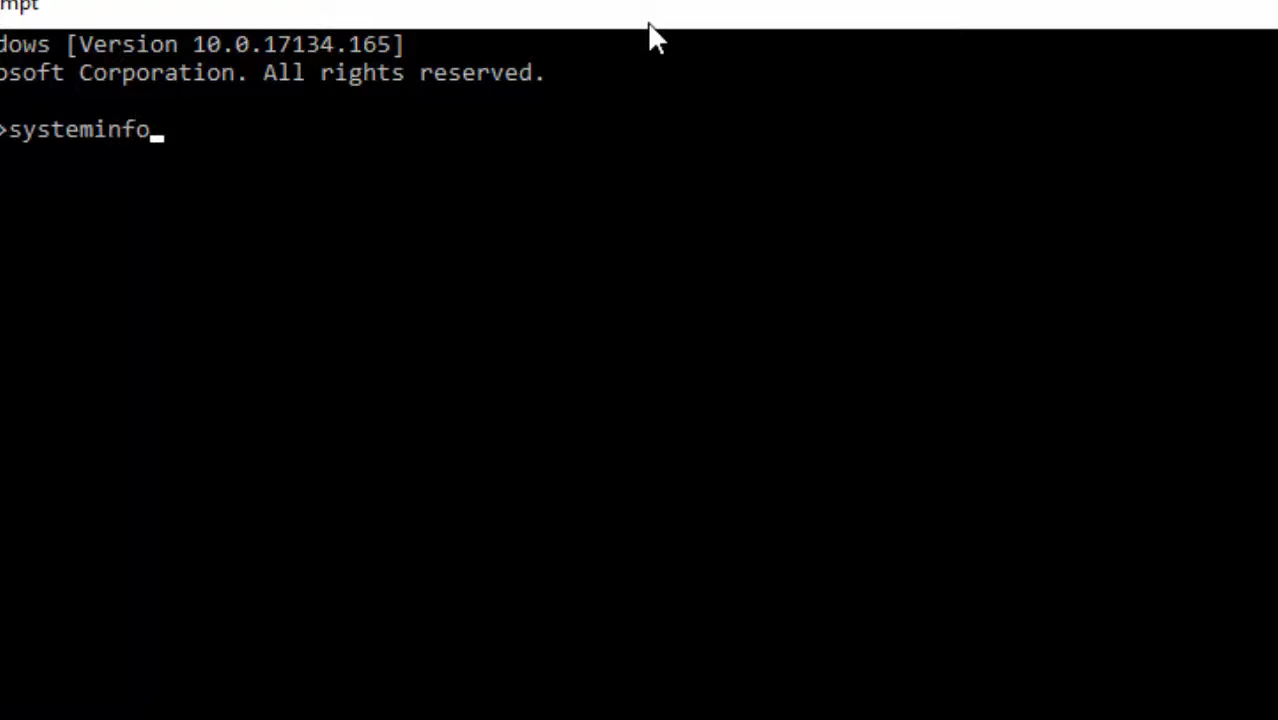 mpt
dows [Version 10.0.17134.165]
osoft Corporation. All rights reserved.
>systeminfo